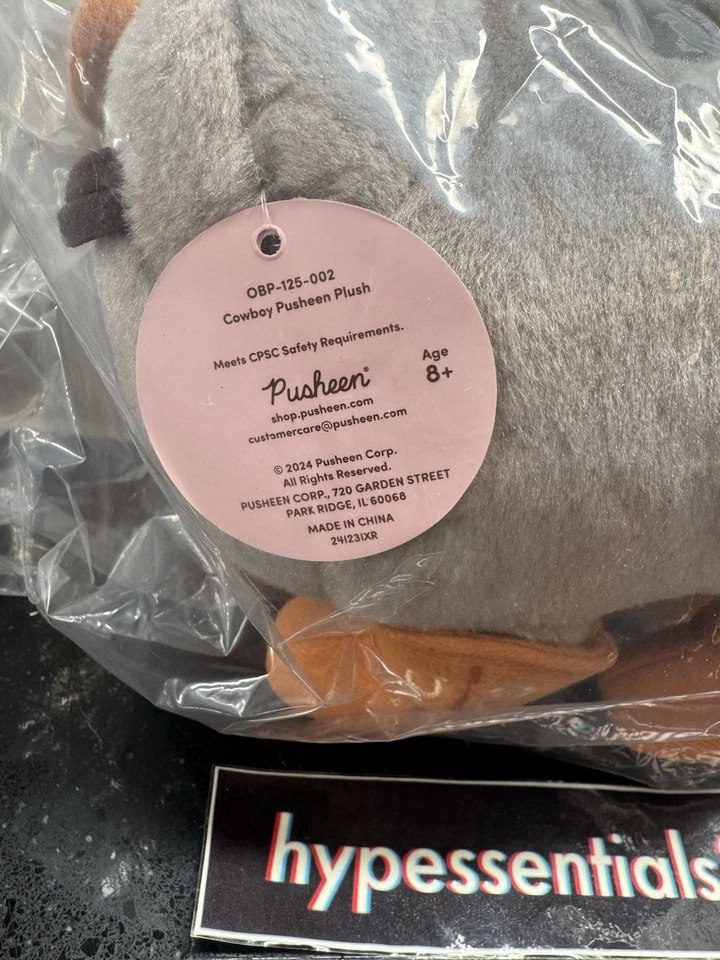 OBP-125-002
Cowboy Pusheen Plush
Meets CPSC Safety Requirements.
Age
8+
Pusheen®
shop.pusheen.com
customercare@pusheen.com
© 2024 Pusheen Corp.
All Rights Reserved.
PUSHEEN CORP., 720 GARDEN STREET
PARK RIDGE, IL 60068
MADE IN CHINA
24123IXR
hypessentials